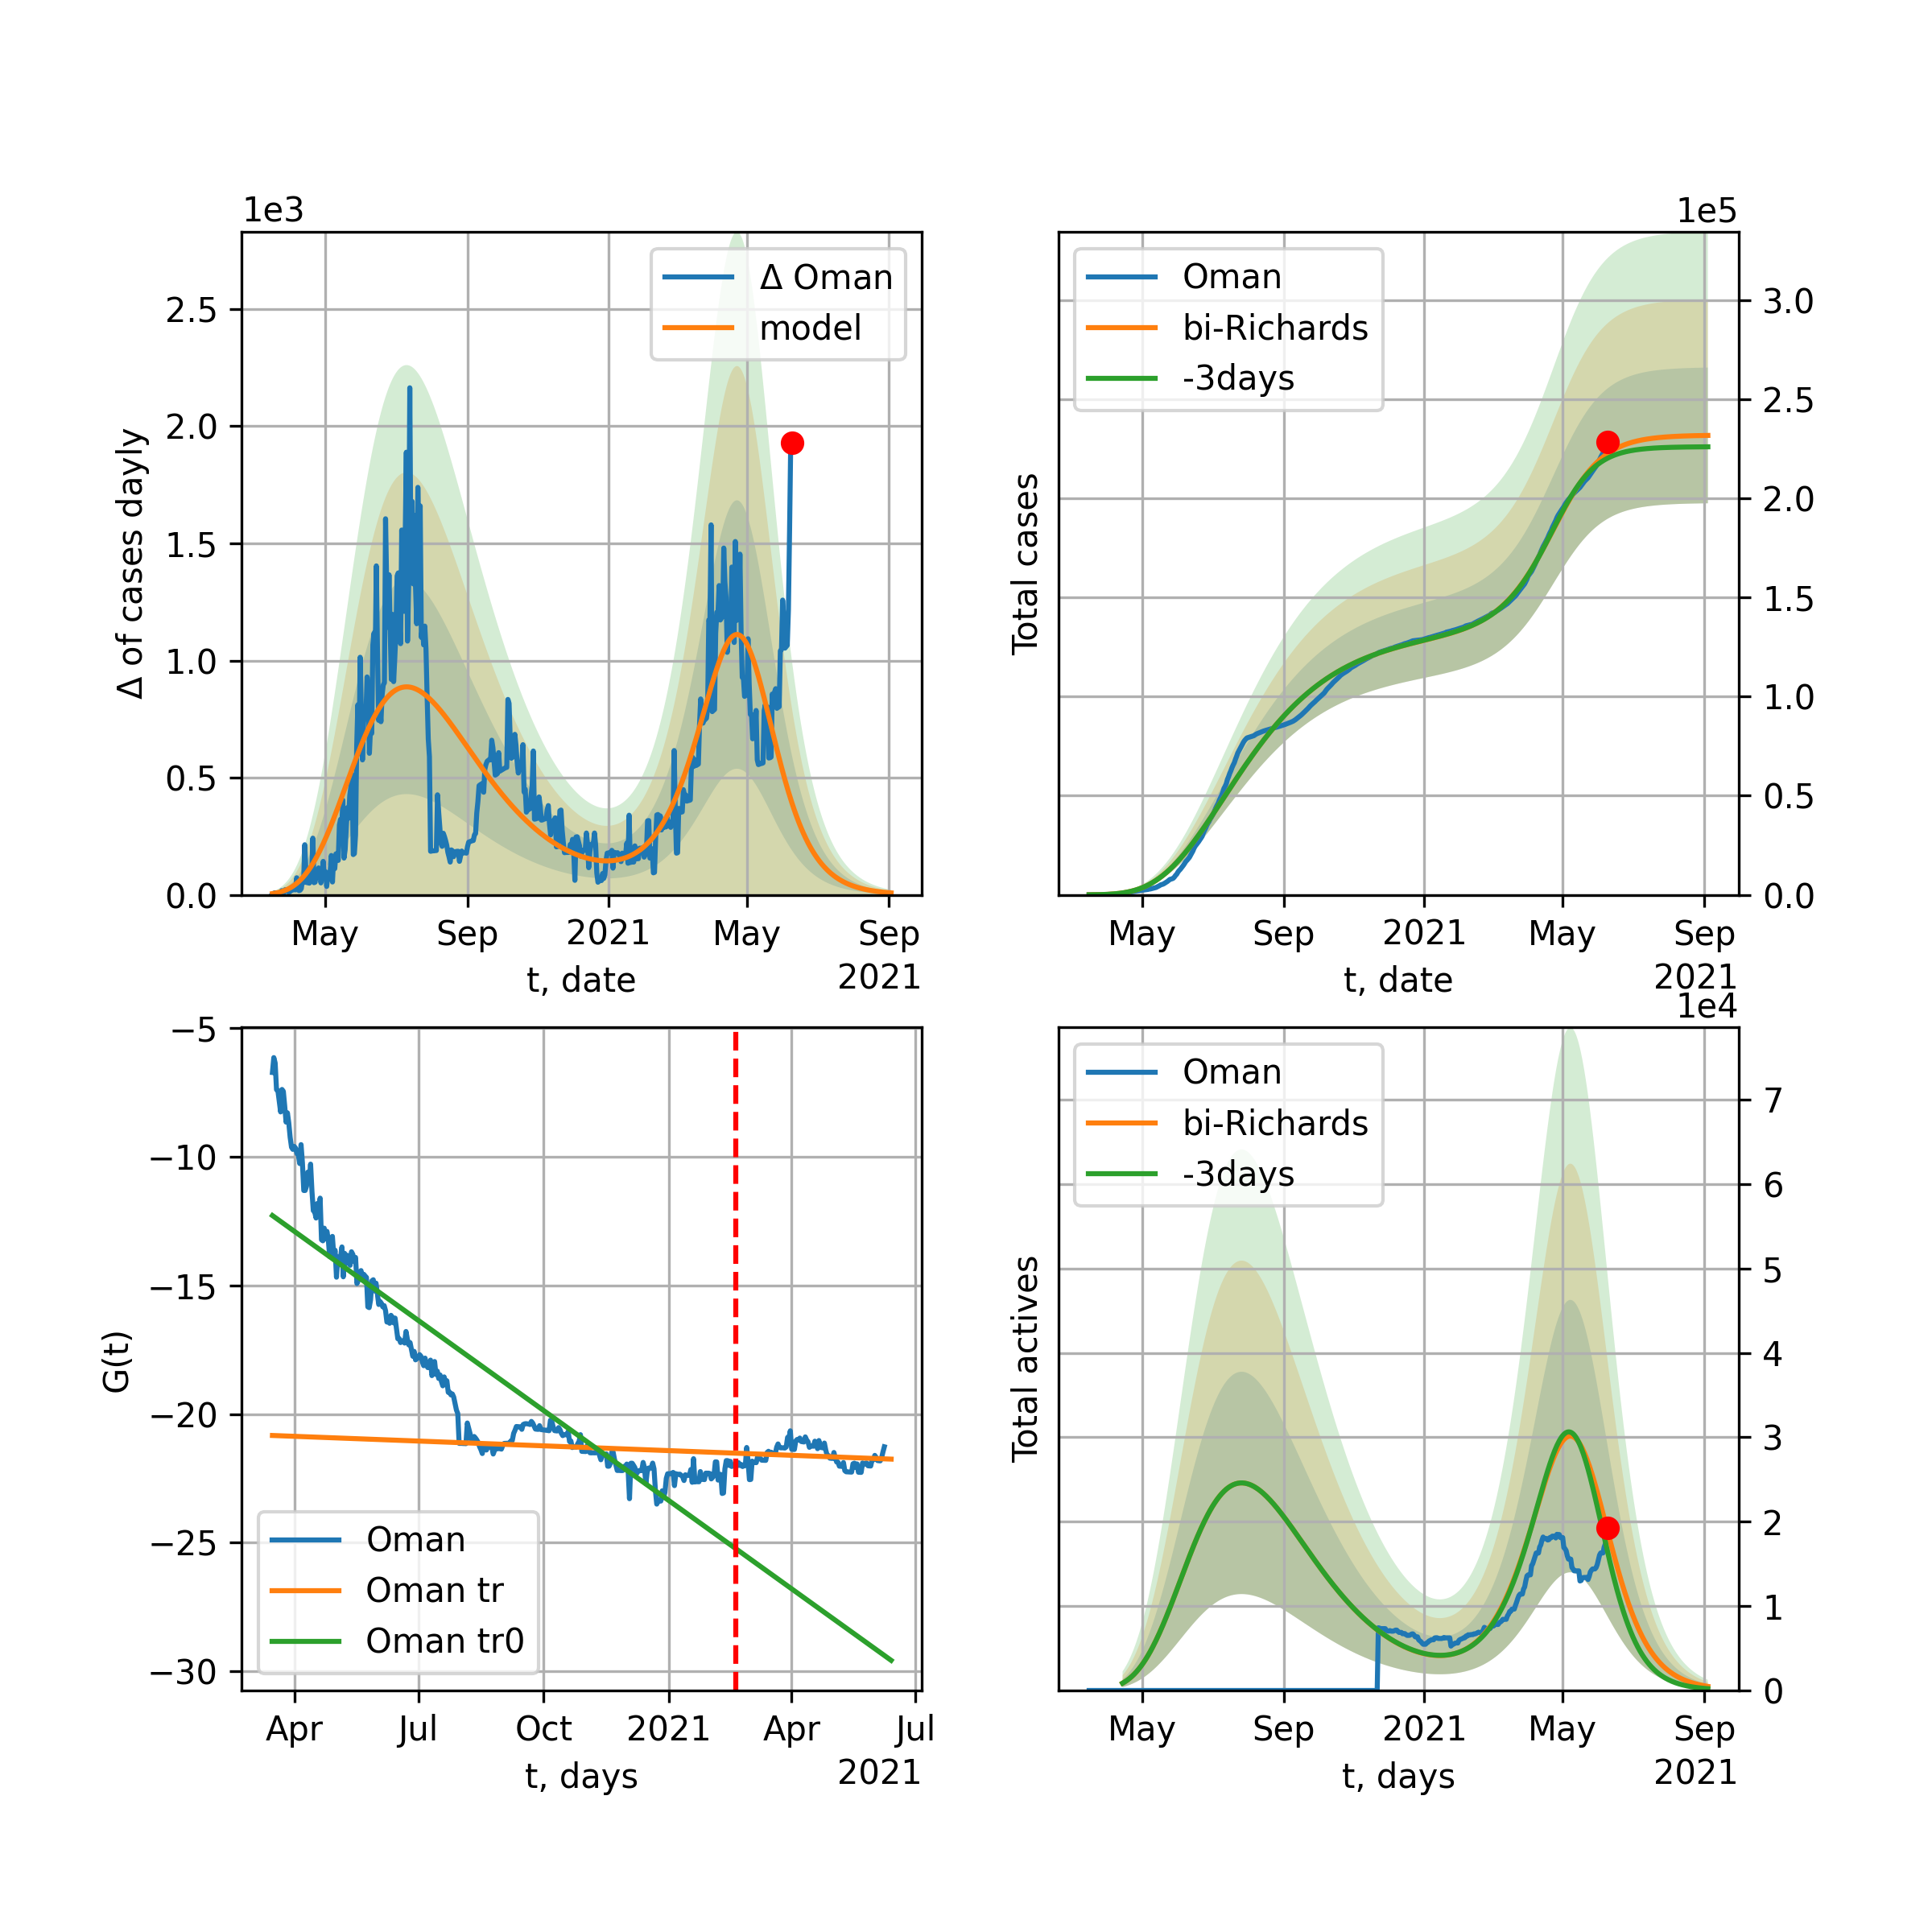 1e3
Δ of cases dayly
2.5
2.0
1.5
1.0
0.5
0.0
Δ Oman
model
May Sep 2021 May Sep
2021
t, date
1e5
Total cases
Oman
bi-Richards
-3days
3.0
2.5
2.0
1.5
1.0
0.5
0.0
May Sep 2021 May Sep
2021
t, date
G(t)
−5
−10
−15
−20
−25
−30
Oman
Oman tr
Oman tr0
Apr Jul Oct 2021 Apr Jul
2021
t, days
1e4
Total actives
Oman
bi-Richards
-3days
7
6
5
4
3
2
1
0
May Sep 2021 May Sep
2021
t, days